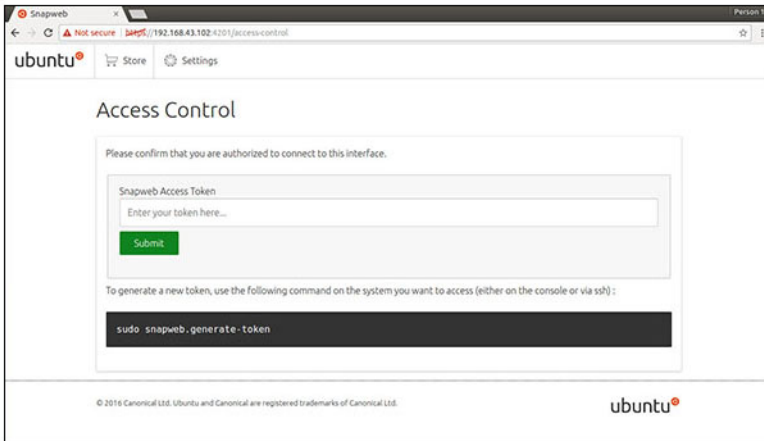 Snapweb
Person 1
Not secure | https://192.168.43.102:4201/access-control
ubuntu
Store
Settings
Access Control
Please confirm that you are authorized to connect to this interface.
Snapweb Access Token
Enter your token here...
Submit
To generate a new token, use the following command on the system you want to access (either on the console or via ssh) :
sudo snapweb.generate-token
© 2016 Canonical Ltd. Ubuntu and Canonical are registered trademarks of Canonical Ltd.
ubuntu